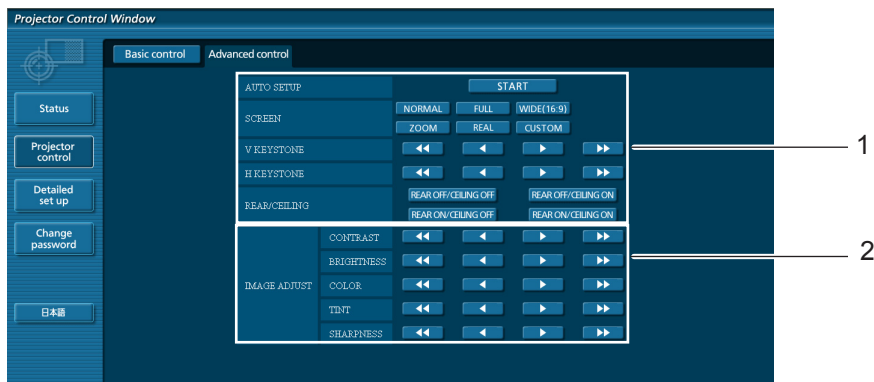 Projector Control Window
Basic control Advanced control
AUTO SETUP START
SCREEN NORMAL FULL WIDE(16:9)
ZOOM REAL CUSTOM
V KEYSTONE
H KEYSTONE
REAR/CEILING REAR OFF/CEILING OFF REAR OFF/CEILING ON
REAR ON/CEILING OFF REAR ON/CEILING ON
IMAGE ADJUST
CONTRAST
BRIGHTNESS
COLOR
TINT
SHARPNESS
Status
Projector
control
Detailed
set up
Change
password
日本語
1
2